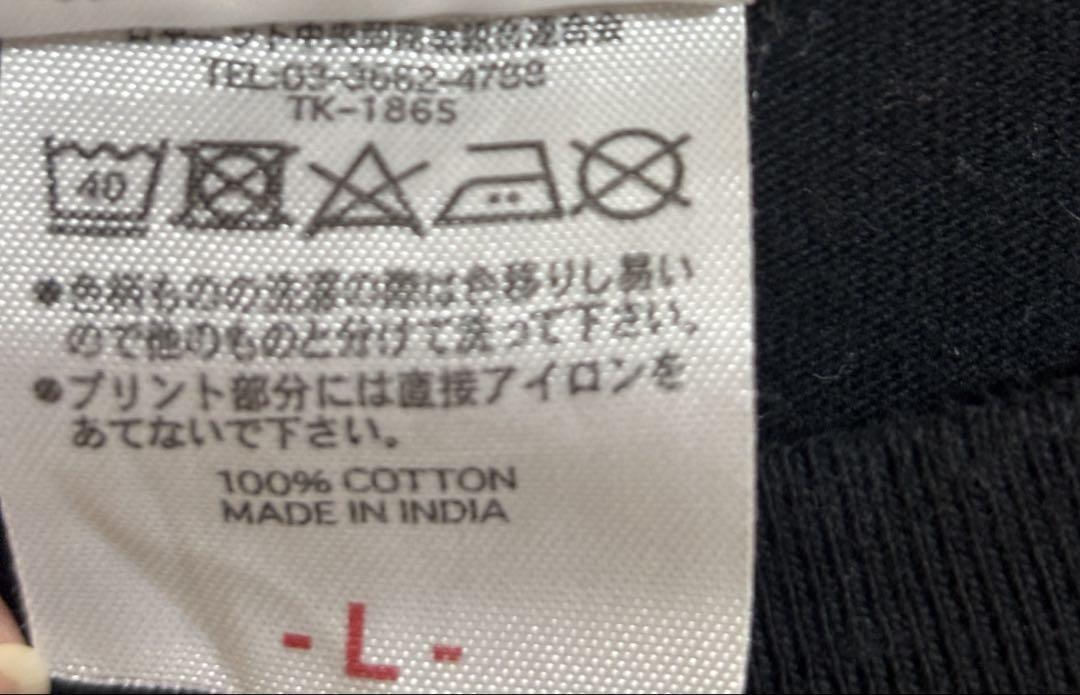 TEL:03-3662-4788
TK-1865
40
●色柄ものの洗濯の際は色移りし易い
ので他のものと分けて洗って下さい。
●プリント部分には直接アイロンを
あてないで下さい。
100% COTTON
MADE IN INDIA
- L -